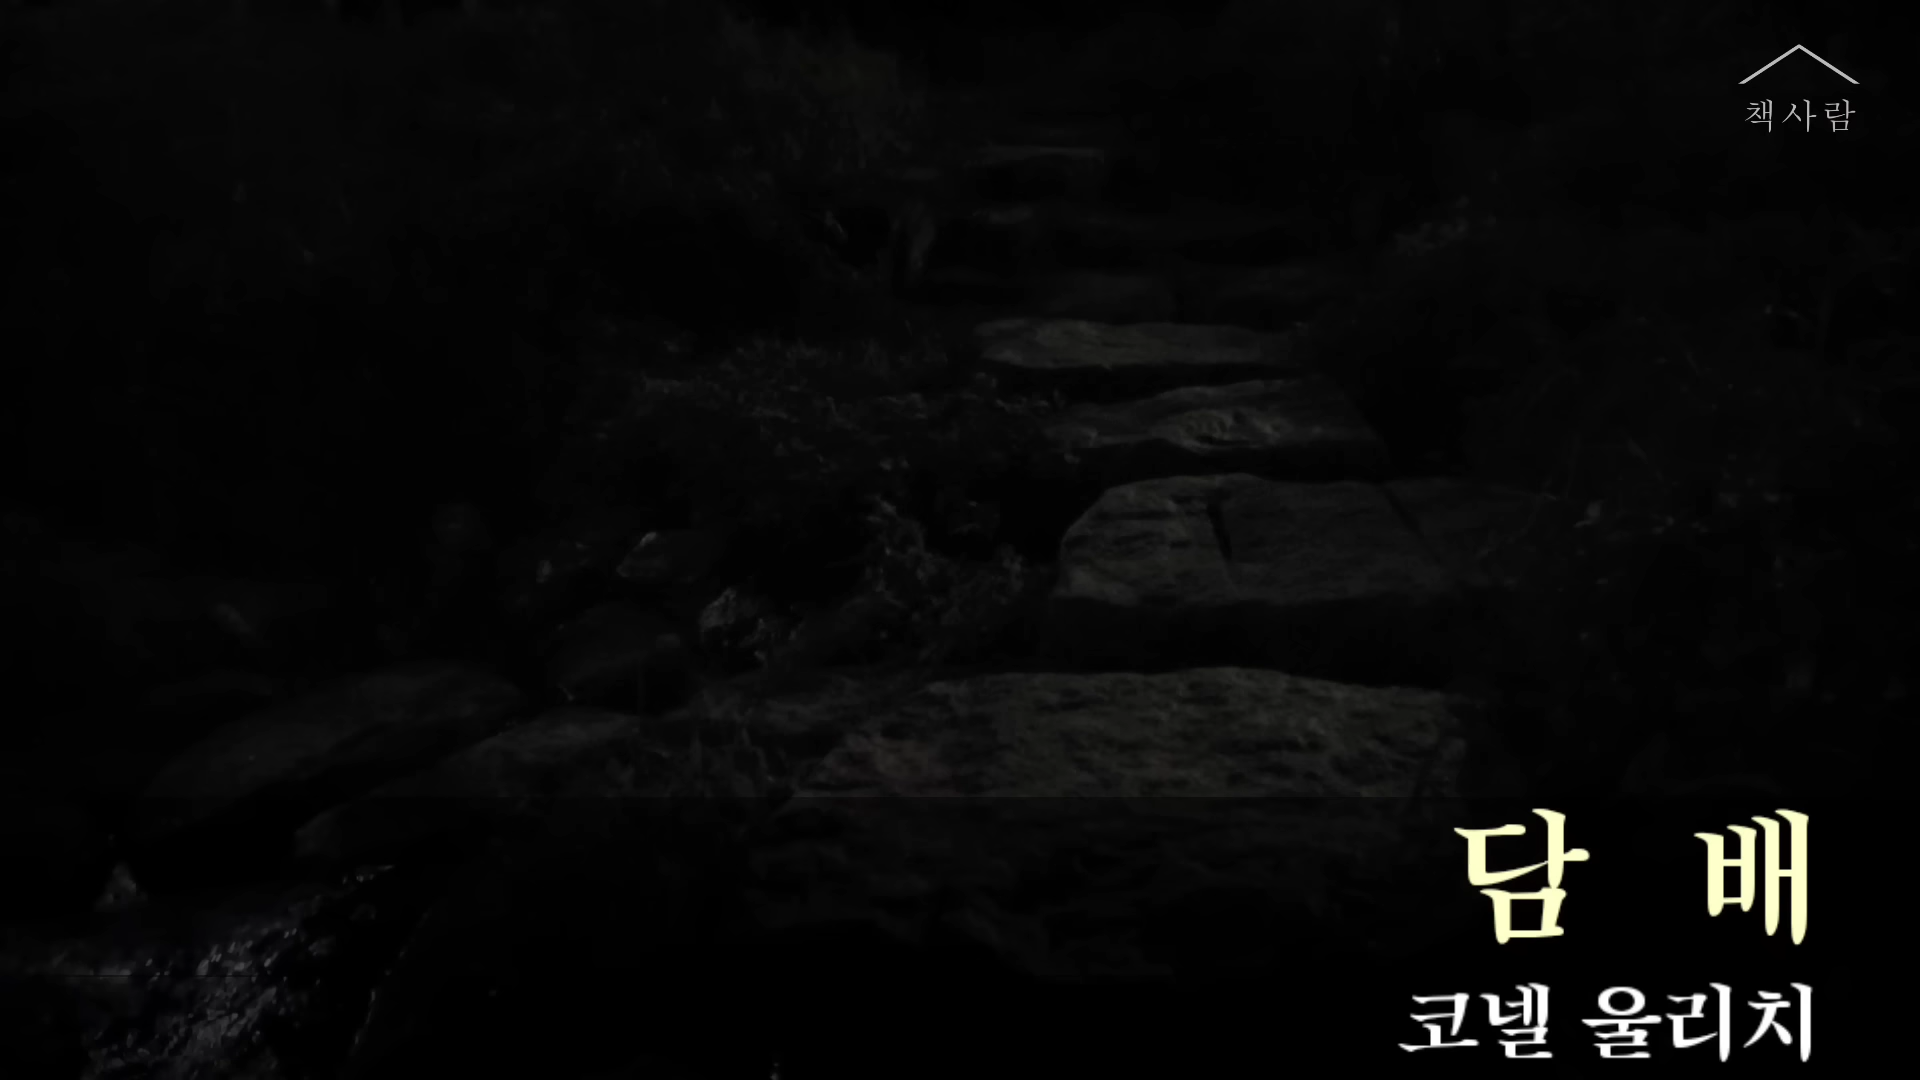 책사람
담 배
코넬 울리치